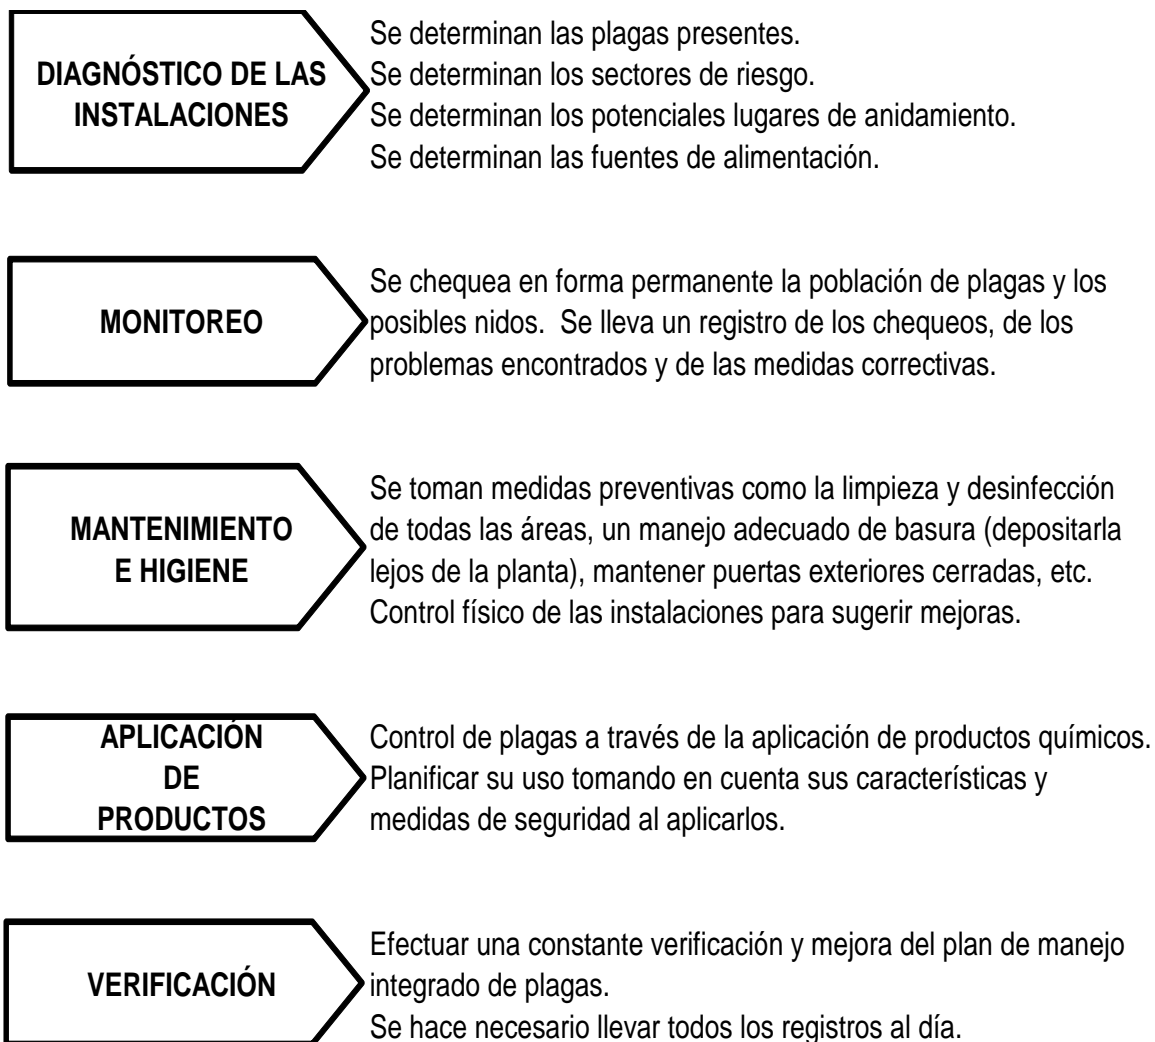 DIAGNÓSTICO DE LAS
INSTALACIONES
Se determinan las plagas presentes.
Se determinan los sectores de riesgo.
Se determinan los potenciales lugares de anidamiento.
Se determinan las fuentes de alimentación.
MONITOREO
Se chequea en forma permanente la población de plagas y los
posibles nidos.  Se lleva un registro de los chequeos, de los
problemas encontrados y de las medidas correctivas.
MANTENIMIENTO
E HIGIENE
Se toman medidas preventivas como la limpieza y desinfección
de todas las áreas, un manejo adecuado de basura (depositarla
lejos de la planta), mantener puertas exteriores cerradas, etc.
Control físico de las instalaciones para sugerir mejoras.
APLICACIÓN
DE
PRODUCTOS
Control de plagas a través de la aplicación de productos químicos.
Planificar su uso tomando en cuenta sus características y
medidas de seguridad al aplicarlos.
VERIFICACIÓN
Efectuar una constante verificación y mejora del plan de manejo
integrado de plagas.
Se hace necesario llevar todos los registros al día.